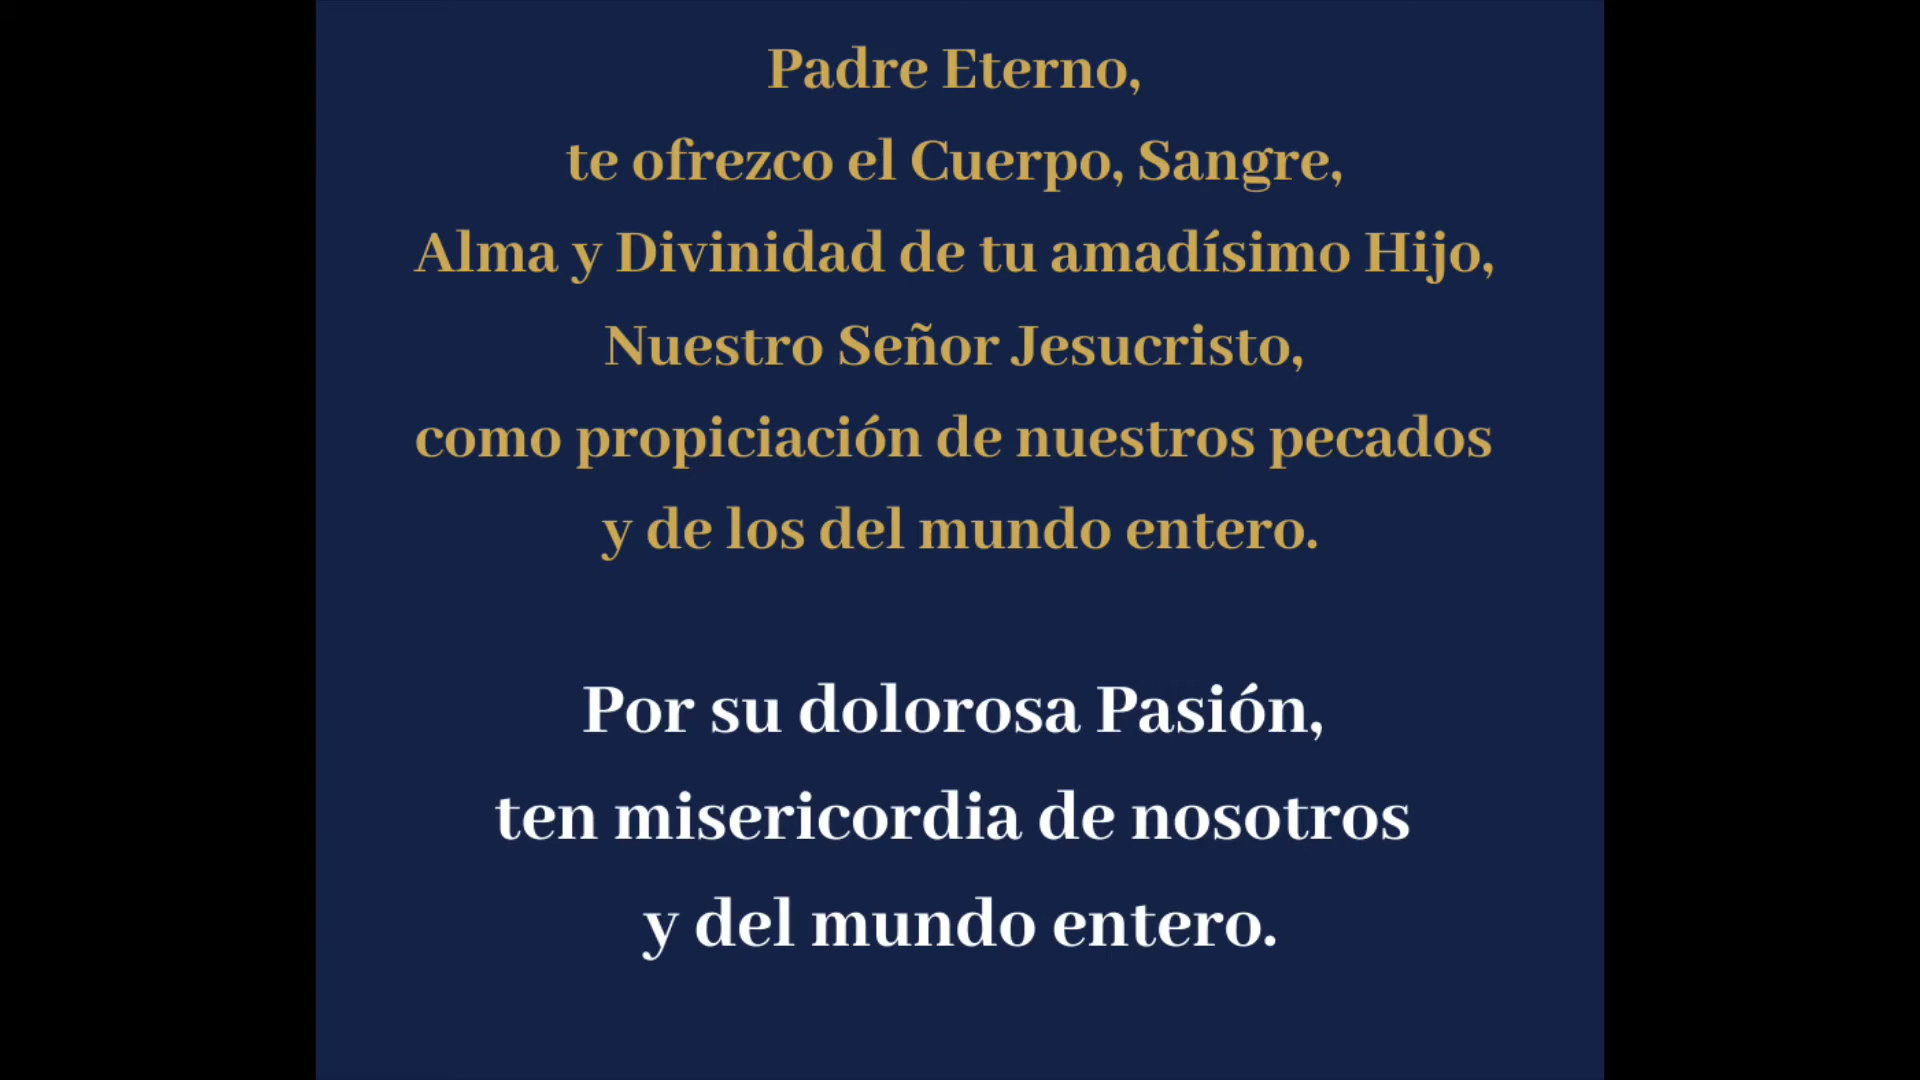 Padre Eterno,
te ofrezco el Cuerpo, Sangre,
Alma y Divinidad de tu amadísimo Hijo,
Nuestro Señor Jesucristo,
como propiciación de nuestros pecados
y de los del mundo entero.
Por su dolorosa Pasión,
ten misericordia de nosotros
y del mundo entero.